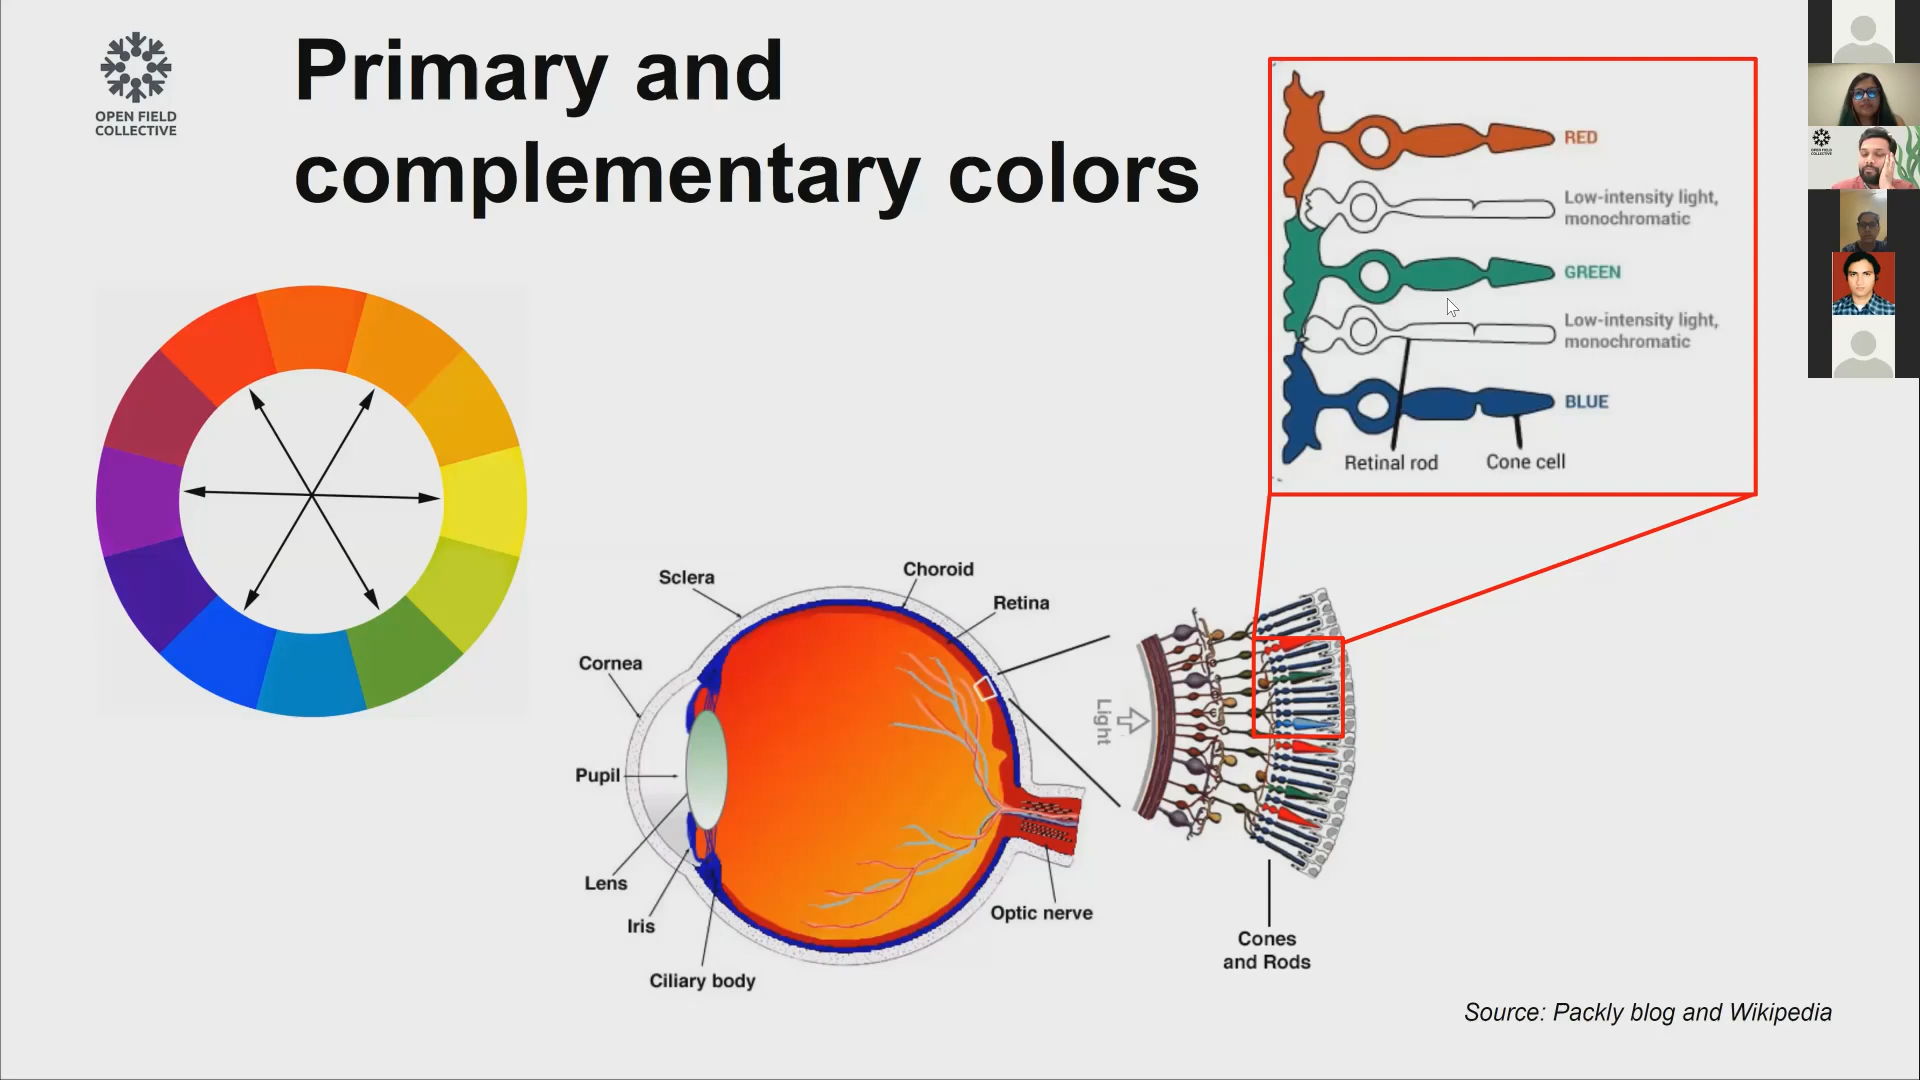 OPEN FIELD
COLLECTIVE
Primary and
complementary colors
RED
Low-intensity light,
monochromatic
GREEN
Low-intensity light,
monochromatic
BLUE
Retinal rod
Cone cell
Sclera
Choroid
Retina
Cornea
Pupil
Light
Lens
Iris
Ciliary body
Optic nerve
Cones
and Rods
Source: Packly blog and Wikipedia